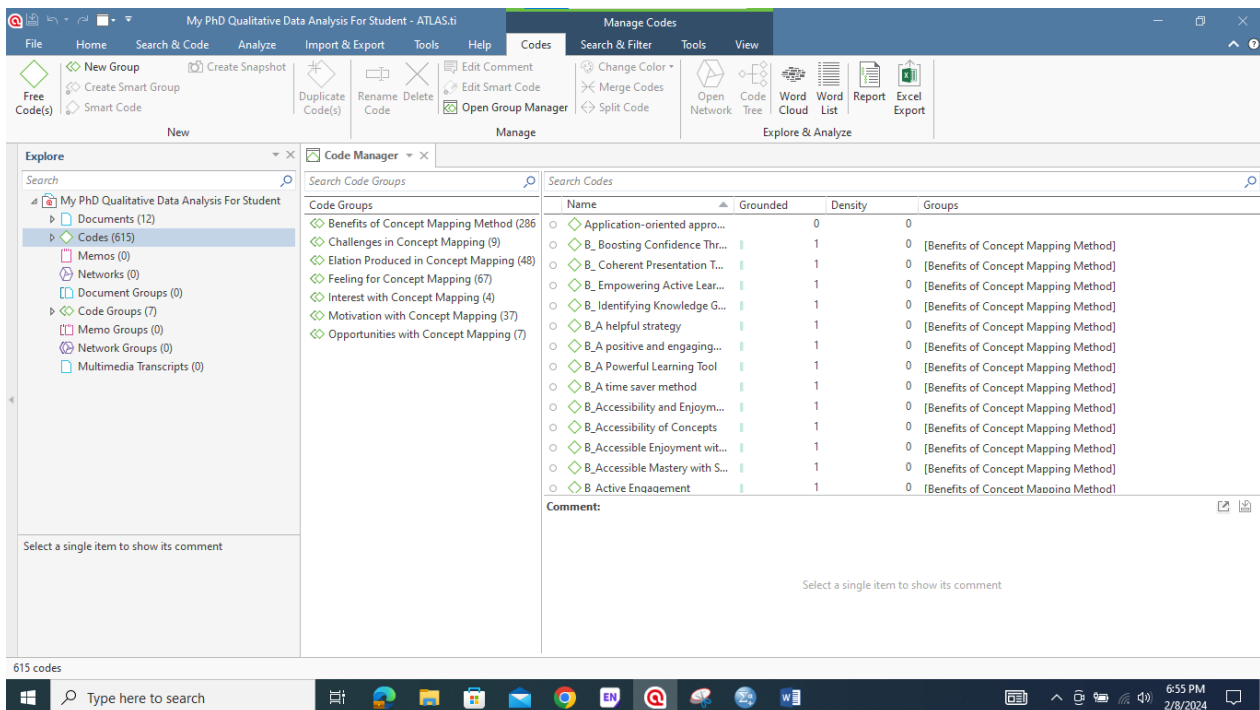 My PhD Qualitative Data Analysis For Student - ATLAS.ti
Manage Codes
File Home Search & Code Analyze Import & Export Tools Help Codes Search & Filter Tools View
Free Code(s)
New Group
Create Smart Group
Smart Code
Create Snapshot
New
Duplicate Code(s)
Rename Code
Delete
Edit Comment
Edit Smart Code
Open Group Manager
Change Color
Merge Codes
Split Code
Manage
Open Network
Code Tree
Word Cloud
Word List
Report
Excel Export
Explore & Analyze
Explore
Search
My PhD Qualitative Data Analysis For Student
Documents (12)
Codes (615)
Memos (0)
Networks (0)
Document Groups (0)
Code Groups (7)
Memo Groups (0)
Network Groups (0)
Multimedia Transcripts (0)
Select a single item to show its comment
Code Manager
Search Code Groups
Code Groups
Benefits of Concept Mapping Method (286
Challenges in Concept Mapping (9)
Elation Produced in Concept Mapping (48)
Feeling for Concept Mapping (67)
Interest with Concept Mapping (4)
Motivation with Concept Mapping (37)
Opportunities with Concept Mapping (7)
Search Codes
Name Grounded Density Groups
Application-oriented appro... 0 0
B_ Boosting Confidence Thr... 1 0 [Benefits of Concept Mapping Method]
B_ Coherent Presentation T... 1 0 [Benefits of Concept Mapping Method]
B_ Empowering Active Lear... 1 0 [Benefits of Concept Mapping Method]
B_ Identifying Knowledge G... 1 0 [Benefits of Concept Mapping Method]
B_A helpful strategy 1 0 [Benefits of Concept Mapping Method]
B_A positive and engaging... 1 0 [Benefits of Concept Mapping Method]
B_A Powerful Learning Tool 1 0 [Benefits of Concept Mapping Method]
B_A time saver method 1 0 [Benefits of Concept Mapping Method]
B_Accessibility and Enjoym... 1 0 [Benefits of Concept Mapping Method]
B_Accessibility of Concepts 1 0 [Benefits of Concept Mapping Method]
B_Accessible Enjoyment wit... 1 0 [Benefits of Concept Mapping Method]
B_Accessible Mastery with S... 1 0 [Benefits of Concept Mapping Method]
B_Active Engagement 1 0 [Benefits of Concept Mapping Method]
Comment:
Select a single item to show its comment
615 codes
Type here to search
EN
6:55 PM
2/8/2024